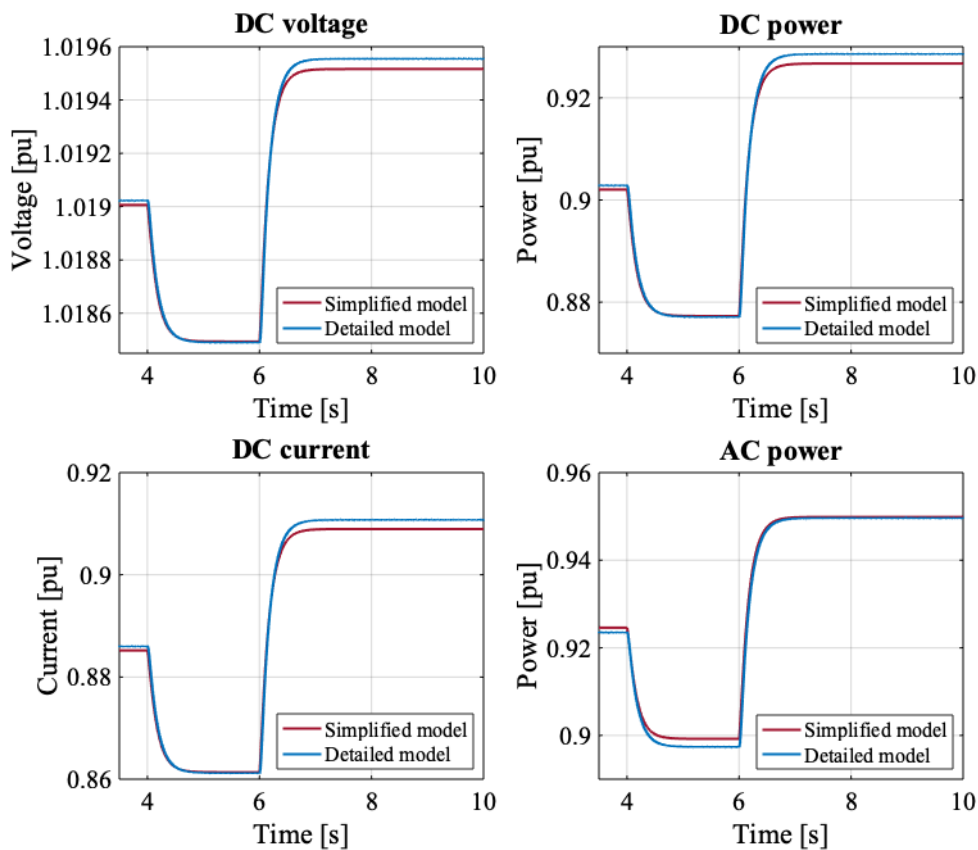 DC voltage
1.0196
1.0194
1.0192
1.019
1.0188
1.0186
Voltage [pu]
Simplified model
Detailed model
4
6
8
10
Time [s]
DC power
0.92
0.9
0.88
Power [pu]
Simplified model
Detailed model
4
6
8
10
Time [s]
DC current
0.92
0.9
0.88
0.86
Current [pu]
Simplified model
Detailed model
4
6
8
10
Time [s]
AC power
0.96
0.94
0.92
0.9
Power [pu]
Simplified model
Detailed model
4
6
8
10
Time [s]